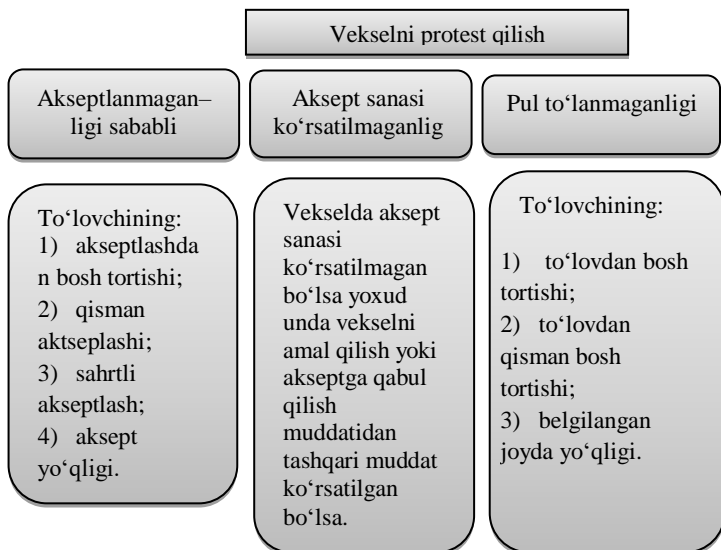 Vekselni protest qilish
Akseptlanmagan–
ligi sababli
Aksept sanasi
ko‘rsatilmaganlig
Pul to‘lanmaganligi
To‘lovchining:
1) akseptlashda
n bosh tortishi;
2) qisman
aktseplashi;
3) sahrtli
akseptlash;
4) aksept
yo‘qligi.
Vekselda aksept
sanasi
ko‘rsatilmagan
bo‘lsa yoxud
unda vekselni
amal qilish yoki
akseptga qabul
qilish
muddatidan
tashqari muddat
ko‘rsatilgan
bo‘lsa.
To‘lovchining:
1) to‘lovdan bosh
tortishi;
2) to‘lovdan
qisman bosh
tortishi;
3) belgilangan
joyda yo‘qligi.